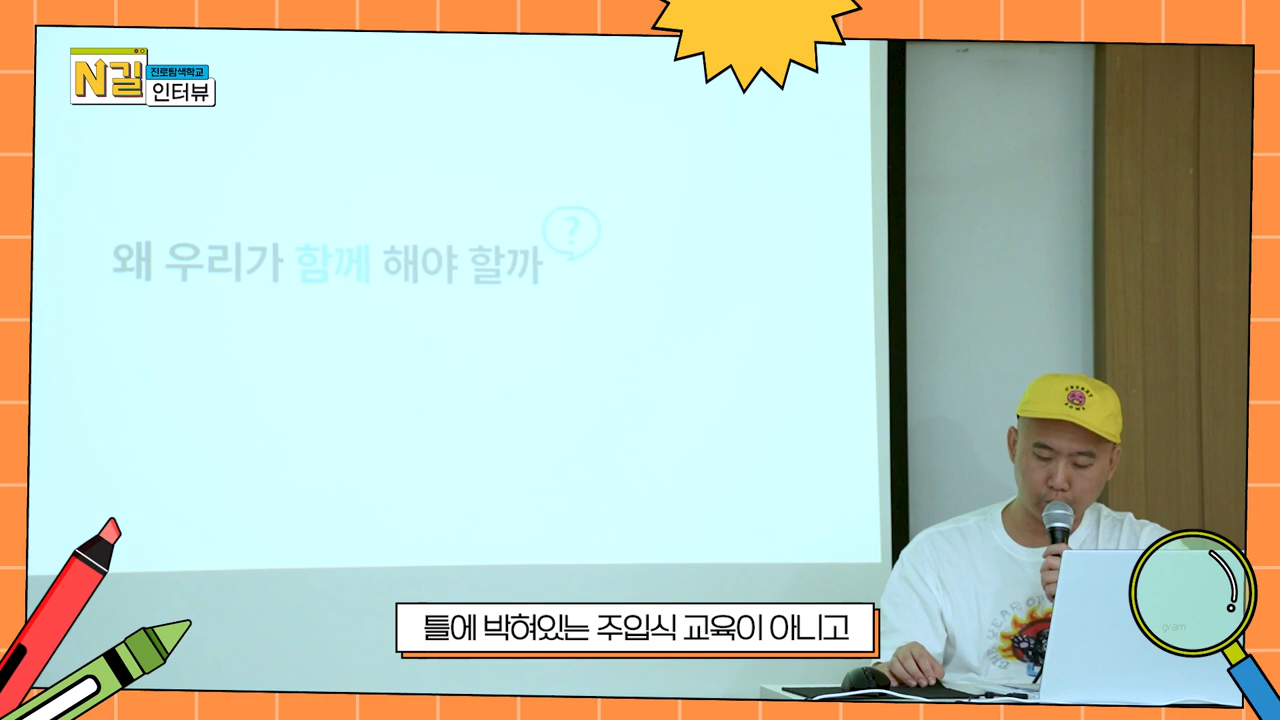 N길
진로탐색학교
인터뷰
왜 우리가 함께 해야 할까?
틀에 박혀있는 주입식 교육이 아니고
gram